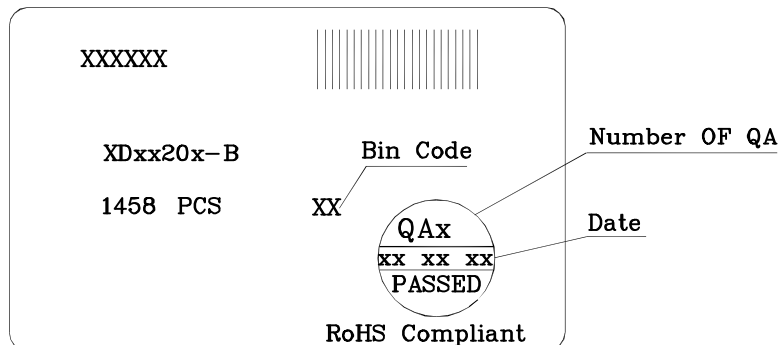 XXXXXX
XDxx20x-B
Bin Code
Number OF QA
1458 PCS
XX
QAx
Date
xx xx xx
PASSED
RoHS Compliant